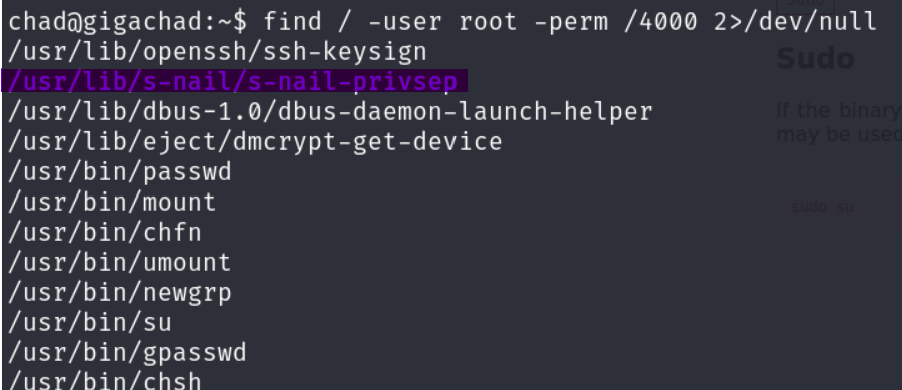 chad@gigachad:~$ find / -user root -perm /4000 2>/dev/null
/usr/lib/openssh/ssh-keysign
/usr/lib/s-nail/s-nail-privsep
/usr/lib/dbus-1.0/dbus-daemon-launch-helper
/usr/lib/eject/dmcrypt-get-device
/usr/bin/passwd
/usr/bin/mount
/usr/bin/chfn
/usr/bin/umount
/usr/bin/newgrp
/usr/bin/su
/usr/bin/gpasswd
/usr/bin/chsh
Sudo
Sudo
If the binary
may be used
sudo su